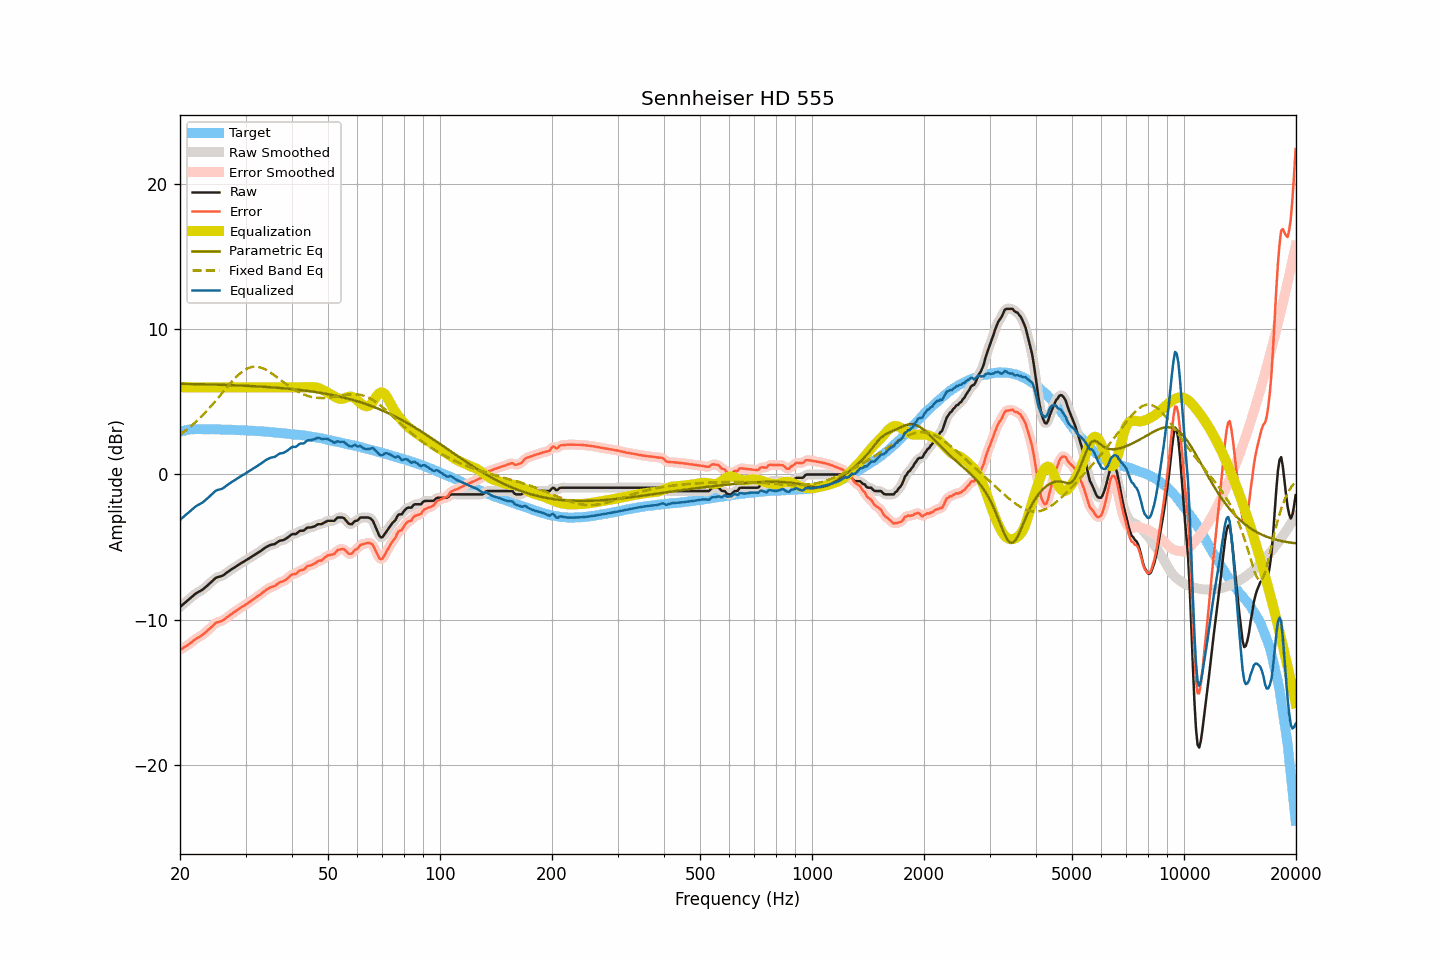 Sennheiser HD 555
Target
Raw Smoothed
Error Smoothed
Raw
Error
Equalization
Parametric Eq
Fixed Band Eq
Equalized
Amplitude (dBr)
20
10
0
−10
−20
20 50 100 200 500 1000 2000 5000 10000 20000
Frequency (Hz)